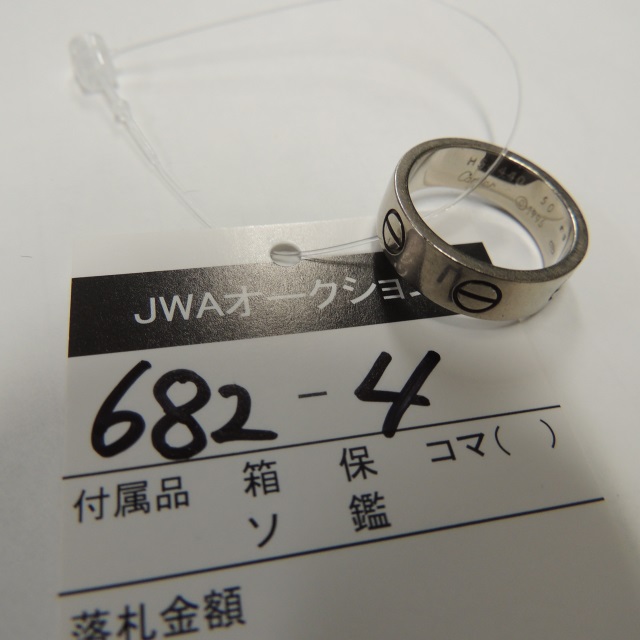 JWAオークショ
682-4
付属品 箱 保 コマ( )
ソ 鑑
落札金額